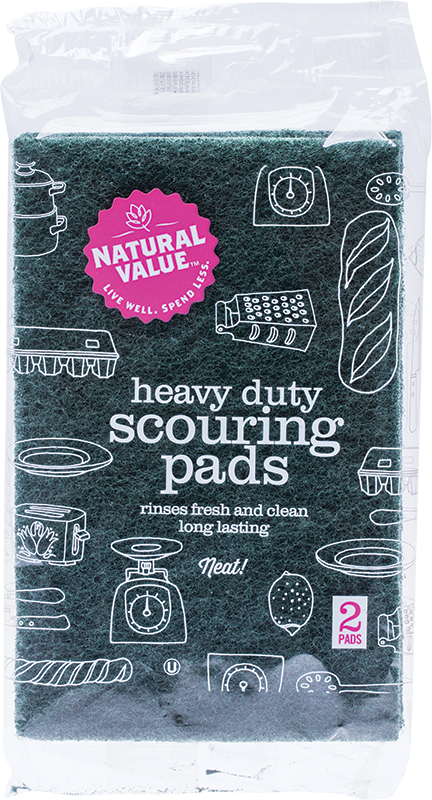 NATURAL
VALUE™
LIVE WELL. SPEND LESS.
heavy duty
scouring
pads
rinses fresh and clean
long lasting
Neat!
2
PADS
U